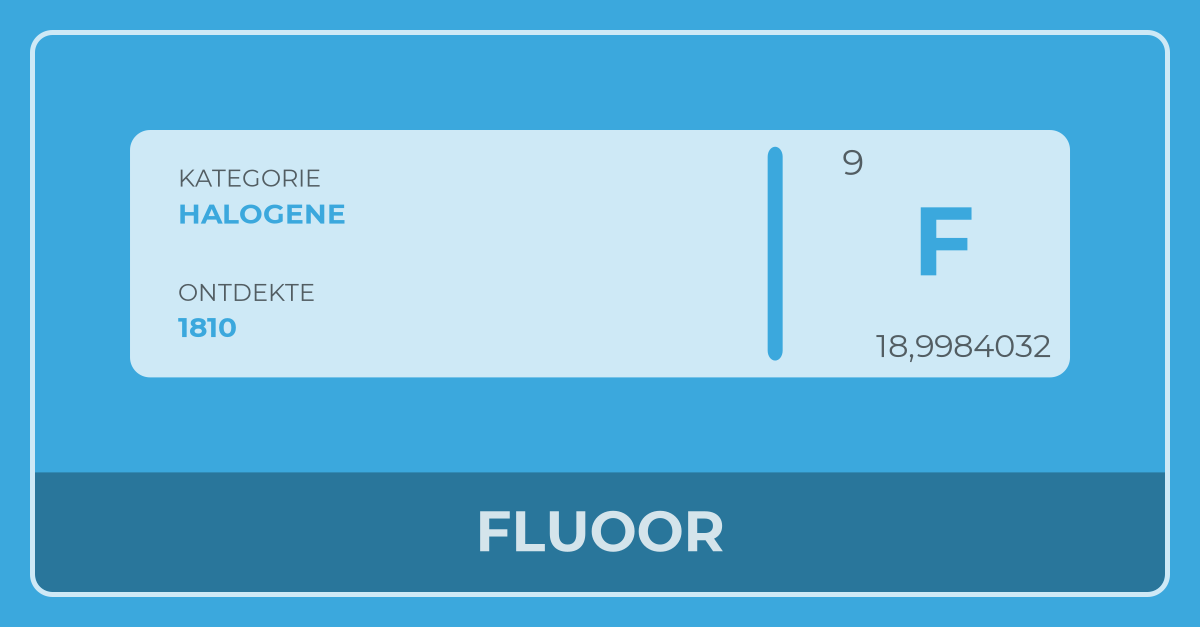 KATEGORIE
HALOGENE
ONTDEKTE
1810
9
F
18,9984032
FLUOOR